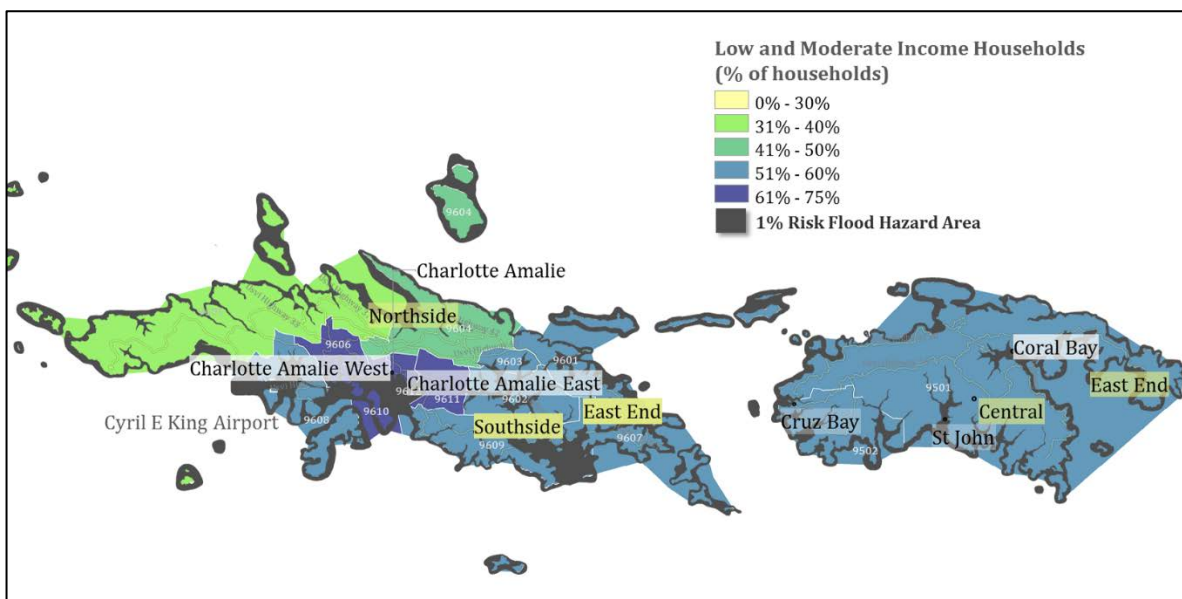 Low and Moderate Income Households
(% of households)
0% - 30%
31% - 40%
41% - 50%
51% - 60%
61% - 75%
1% Risk Flood Hazard Area
9604
Charlotte Amalie
Northside
9604
9606
9603
9601
Coral Bay
Charlotte Amalie West
Charlotte Amalie East
East End
9610
9611
9602
9501
Central
Cyril E King Airport
9608
Southside
East End
Cruz Bay
St John
9609
9607
9502